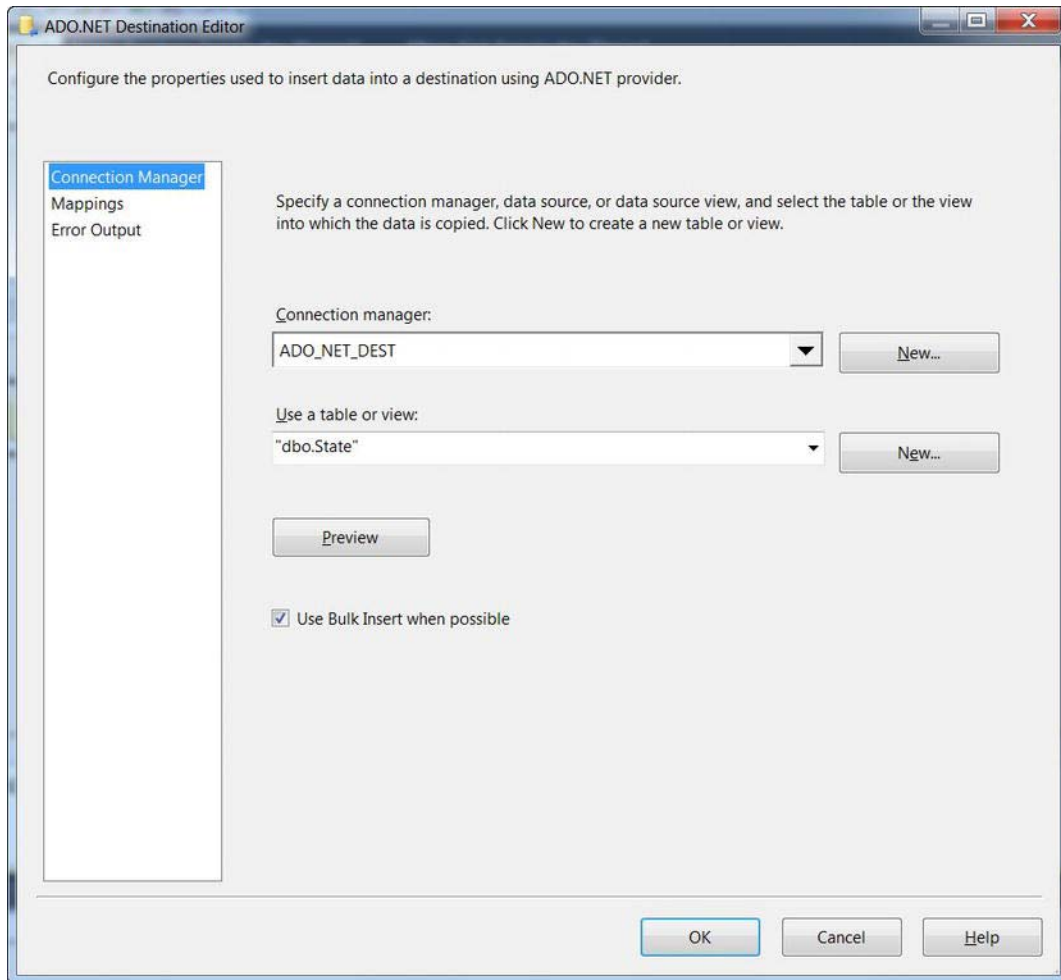 ADO.NET Destination Editor
Configure the properties used to insert data into a destination using ADO.NET provider.
Connection Manager
Mappings
Error Output
Specify a connection manager, data source, or data source view, and select the table or the view
into which the data is copied. Click New to create a new table or view.
Connection manager:
ADO_NET_DEST
New...
Use a table or view:
"dbo.State"
New...
Preview
Use Bulk Insert when possible
OK
Cancel
Help